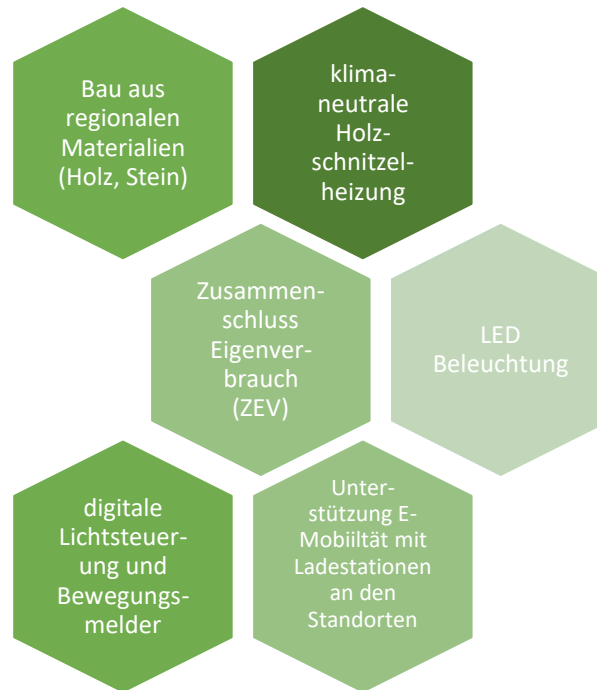 Bau aus
regionalen
Materialien
(Holz, Stein)
klima-
neutrale
Holz-
schnitzel-
heizung
Zusammen-
schluss
Eigenver-
brauch
(ZEV)
LED
Beleuchtung
digitale
Lichtsteuer-
ung und
Bewegungs-
melder
Unter-
stützung E-
Mobiiltät mit
Ladestationen
an den
Standorten